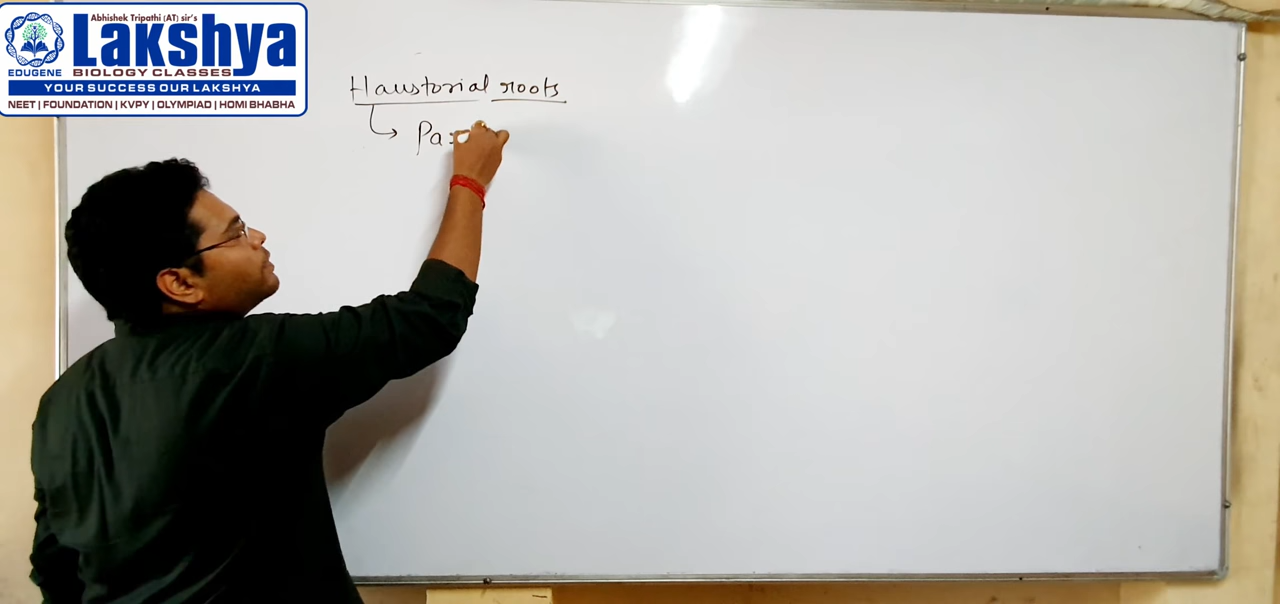 Abhishek Tripathi (AT) sir's
Lakshya
EDUGENE BIOLOGY CLASSES
YOUR SUCCESS OUR LAKSHYA
NEET | FOUNDATION | KVPY | OLYMPIAD | HOMI BHABHA
Haustorial roots
Pa